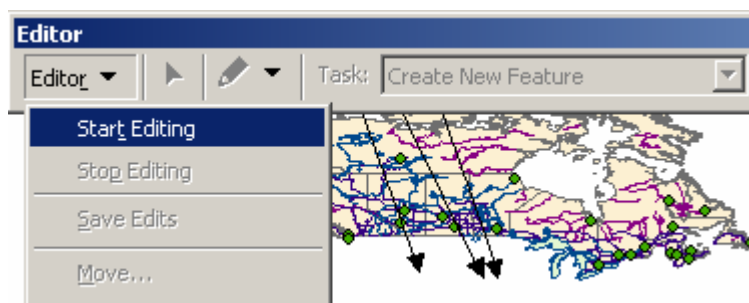 Editor
Editor Task: Create New Feature
Start Editing
Stop Editing
Save Edits
Move...